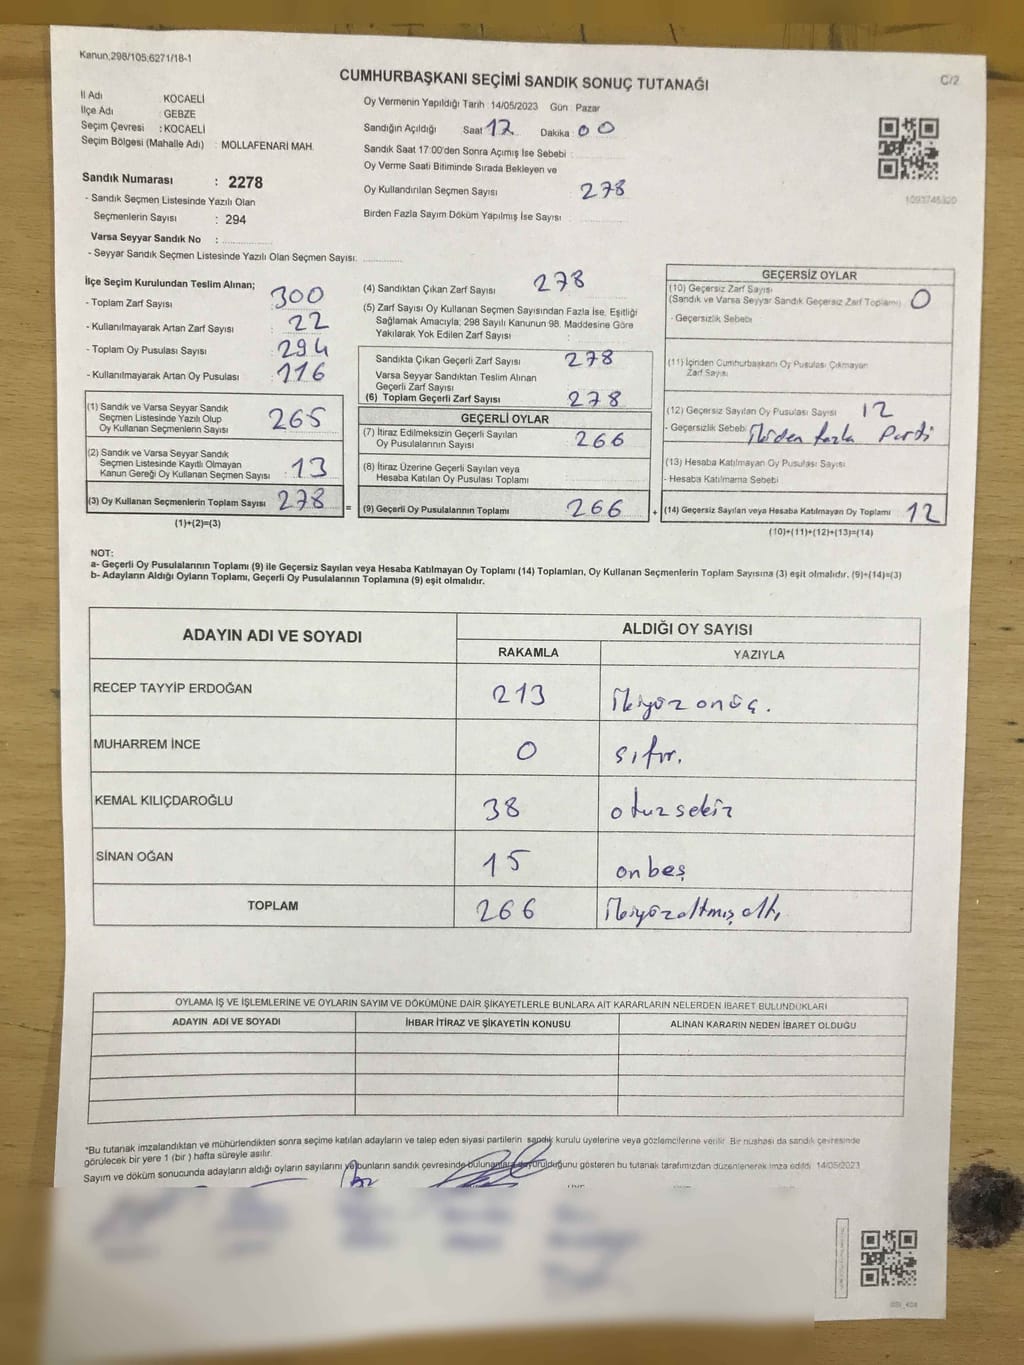 Kanun.298/105.6271/18-1
C/2
CUMHURBAŞKANI SEÇİMİ SANDIK SONUÇ TUTANAĞI
İl Adı KOCAELİ
İlçe Adı : GEBZE
Seçim Çevresi : KOCAELİ
Seçim Bölgesi (Mahalle Adı) : MOLLAFENARİ MAH.
Oy Vermenin Yapıldığı Tarih : 14/05/2023 Gün : Pazar
Sandığın Açıldığı Saat 17 Dakika : 00
Sandık Saat 17:00'den Sonra Açımış İse Sebebi :
Oy Verme Saati Bitiminde Sırada Bekleyen ve
Oy Kullandırılan Seçmen Sayısı 278
Birden Fazla Sayım Döküm Yapılmış İse Sayısı :
1093745320
Sandık Numarası : 2278
- Sandık Seçmen Listesinde Yazılı Olan
Seçmenlerin Sayısı : 294
Varsa Seyyar Sandık No :
- Seyyar Sandık Seçmen Listesinde Yazılı Olan Seçmen Sayısı:
İlçe Seçim Kurulundan Teslim Alınan;
- Toplam Zarf Sayısı 300
- Kullanılmayarak Artan Zarf Sayısı : 22
- Toplam Oy Pusulası Sayısı : 294
- Kullanılmayarak Artan Oy Pusulası : 116
(1) Sandık ve Varsa Seyyar Sandık
Seçmen Listesinde Yazılı Olup
Oy Kullanan Seçmenlerin Sayısı 265
(2) Sandık ve Varsa Seyyar Sandık
Seçmen Listesinde Kayıtlı Olmayan
Kanun Gereği Oy Kullanan Seçmen Sayısı : 13
(3) Oy Kullanan Seçmenlerin Toplam Sayısı 278 =
(1)+(2)=(3)
(4) Sandıktan Çıkan Zarf Sayısı 278
(5) Zarf Sayısı Oy Kullanan Seçmen Sayısından Fazla İse, Eşitliği
Sağlamak Amacıyla; 298 Sayılı Kanunun 98. Maddesine Göre
Yakılarak Yok Edilen Zarf Sayısı :
Sandıkta Çıkan Geçerli Zarf Sayısı 278
Varsa Seyyar Sandıktan Teslim Alınan
Geçerli Zarf Sayısı :
(6) Toplam Geçerli Zarf Sayısı 278
GEÇERLİ OYLAR
(7) İtiraz Edilmeksizin Geçerli Sayılan
Oy Pusulalarının Sayısı : 266
(8) İtiraz Üzerine Geçerli Sayılan veya
Hesaba Katılan Oy Pusulası Toplamı
(9) Geçerli Oy Pusulalarının Toplamı 266 +
GEÇERSİZ OYLAR
(10) Geçersiz Zarf Sayısı
(Sandık ve Varsa Seyyar Sandık Geçersiz Zarf Toplamı) 0
- Geçersizlik Sebebi
(11) İçinden Cumhurbaşkanı Oy Pusulası Çıkmayan
Zarf Sayısı
(12) Geçersiz Sayılan Oy Pusulası Sayısı 12
- Geçersizlik Sebebi İkiden fazla Parti
(13) Hesaba Katılmayan Oy Pusulası Sayısı
- Hesaba Katılmama Sebebi
(14) Geçersiz Sayılan veya Hesaba Katılmayan Oy Toplamı 12
(10)+(11)+(12)+(13)=(14)
NOT:
a- Geçerli Oy Pusulalarının Toplamı (9) ile Geçersiz Sayılan veya Hesaba Katılmayan Oy Toplamı (14) Toplamları, Oy Kullanan Seçmenlerin Toplam Sayısına (3) eşit olmalıdır. (9)+(14)=(3)
b- Adayların Aldığı Oyların Toplamı, Geçerli Oy Pusulalarının Toplamına (9) eşit olmalıdır.
ADAYIN ADI VE SOYADI ALDIĞI OY SAYISI
RAKAMLA YAZIYLA
RECEP TAYYİP ERDOĞAN 213 İkiyüz onüç.
MUHARREM İNCE 0 sıfır.
KEMAL KILIÇDAROĞLU 38 otuzsekiz
SİNAN OĞAN 15 onbeş
TOPLAM 266 İkiyüzaltmış altı
OYLAMA İŞ VE İŞLEMLERİNE VE OYLARIN SAYIM VE DÖKÜMÜNE DAİR ŞİKAYETLERLE BUNLARA AİT KARARLARIN NELERDEN İBARET BULUNDUKLARI
ADAYIN ADI VE SOYADI İHBAR İTİRAZ VE ŞİKAYETİN KONUSU ALINAN KARARIN NEDEN İBARET OLDUĞU
*Bu tutanak imzalandıktan ve mühürlendikten sonra seçime katılan adayların ve talep eden siyasi partilerin sandık kurulu üyelerine veya gözlemcilerine verilir. Bir nüshası da sandık çevresinde
görülecek bir yere 1 (bir) hafta süreyle asılır.
Sayım ve döküm sonucunda adayların aldığı oyların sayılarını ve bunların sandık çevresinde bulunanlara duyurulduğunu gösteren bu tutanak tarafımızdan düzenlenerek imza edildi. 14/05/2023